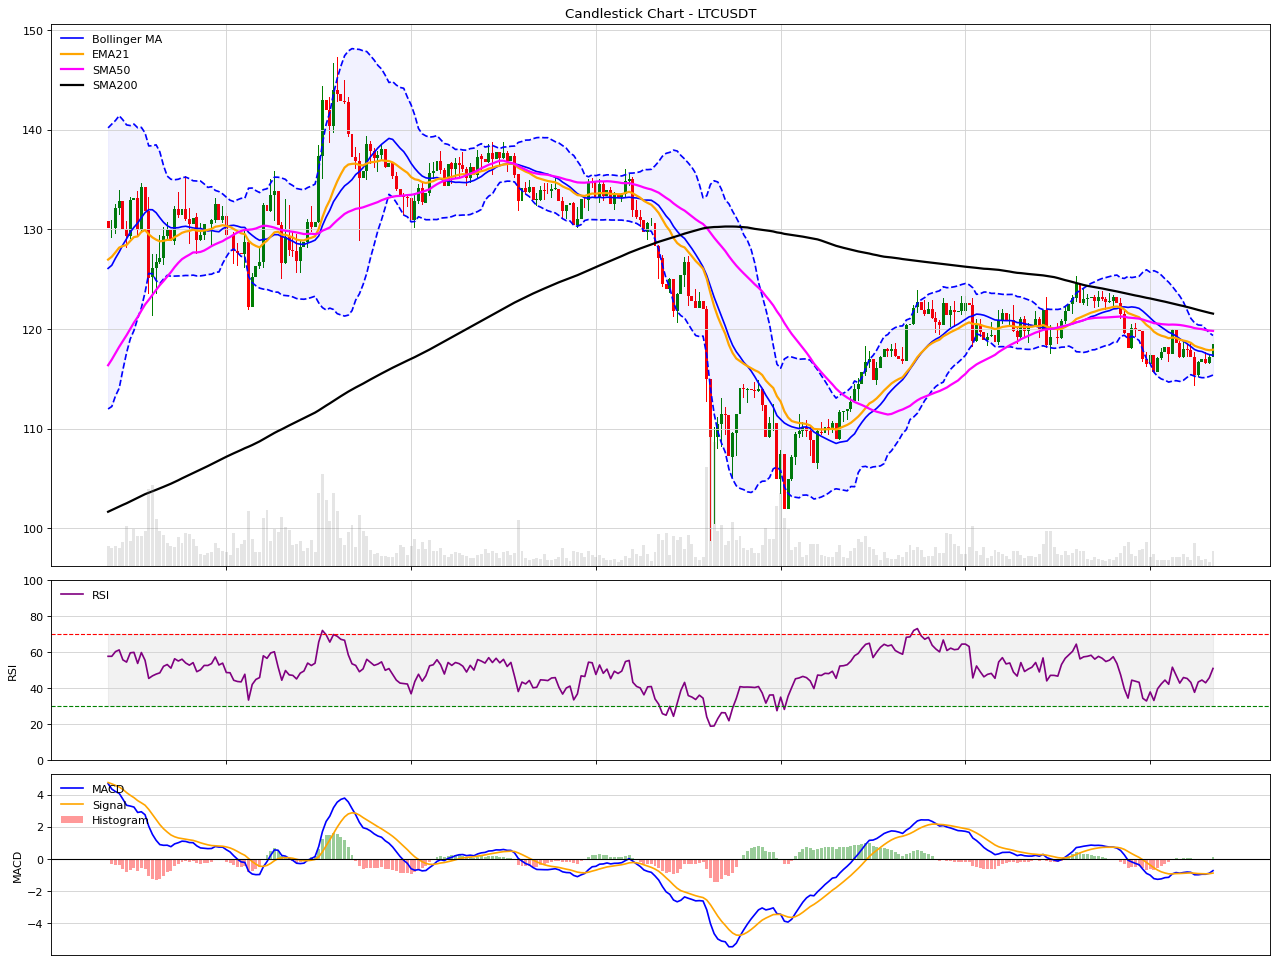 Candlestick Chart - LTCUSDT
Bollinger MA
EMA21
SMA50
SMA200
150
140
130
120
110
100
RSI
100
80
60
40
20
0
RSI
MACD
Signal
Histogram
4
2
0
−2
−4
MACD